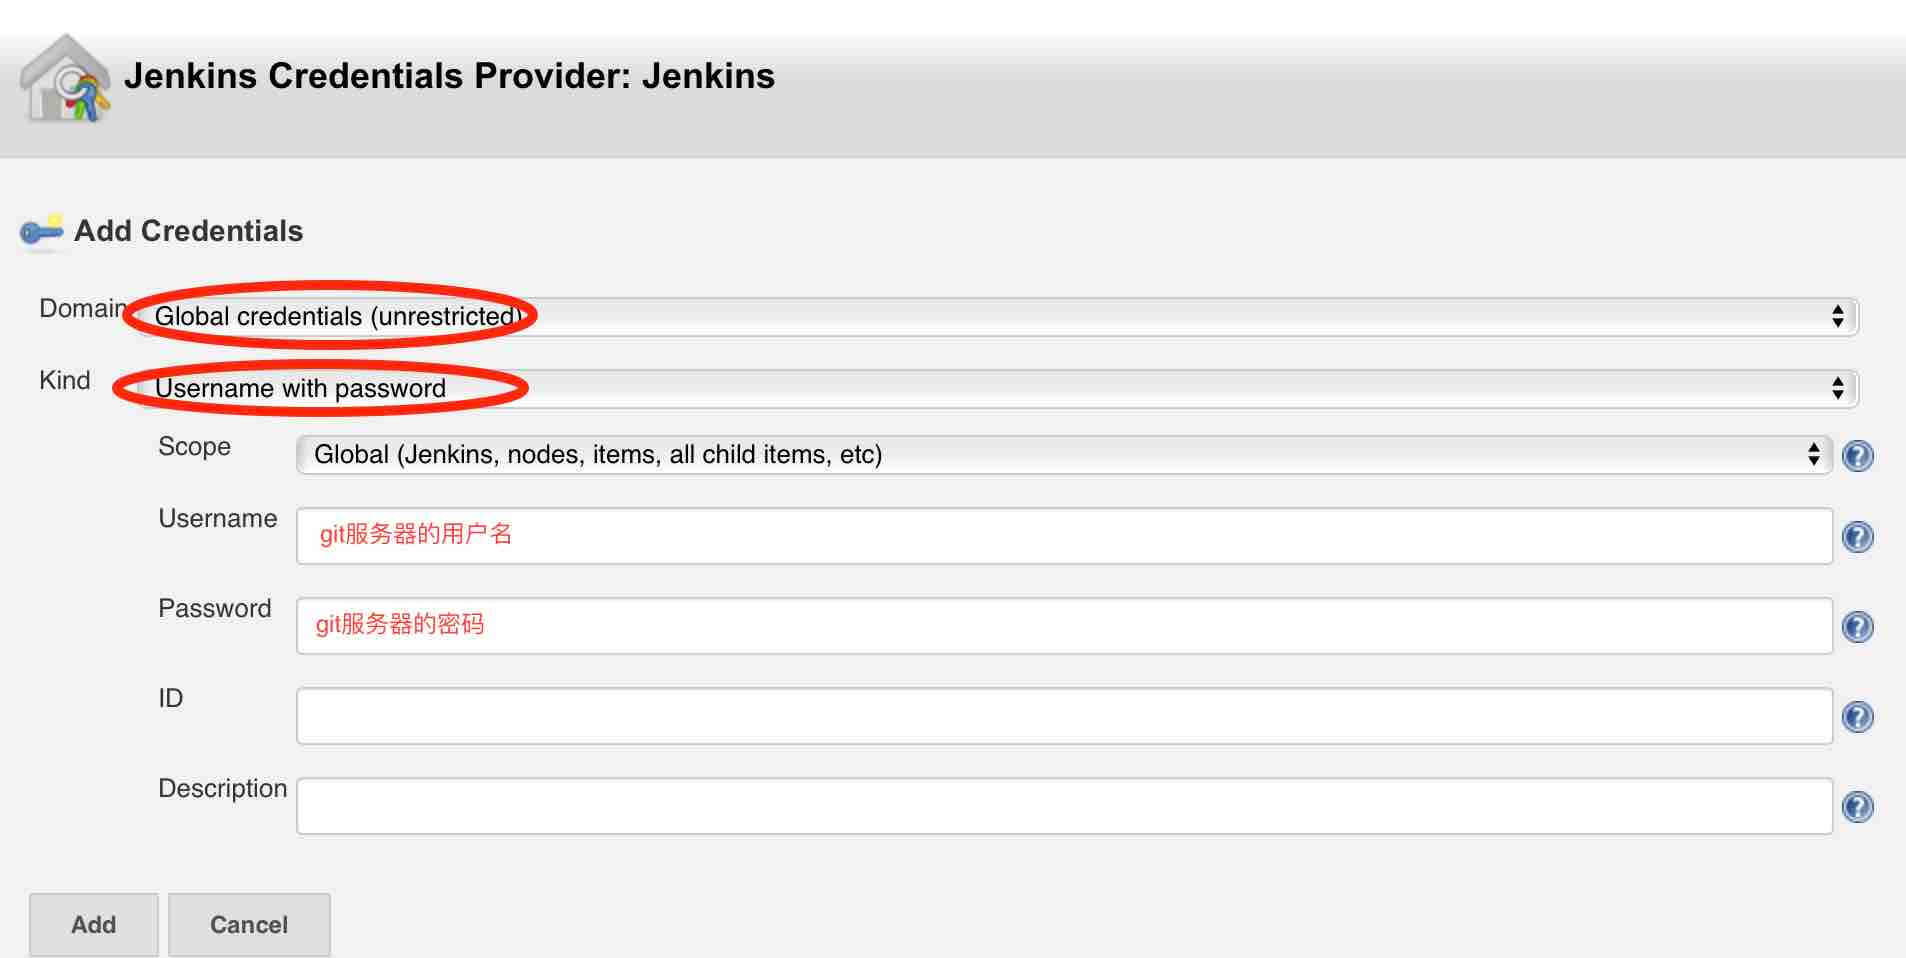 Jenkins Credentials Provider: Jenkins
Add Credentials
Domain Global credentials (unrestricted)
Kind Username with password
Scope Global (Jenkins, nodes, items, all child items, etc)
Username git服务器的用户名
Password git服务器的密码
ID
Description
Add Cancel